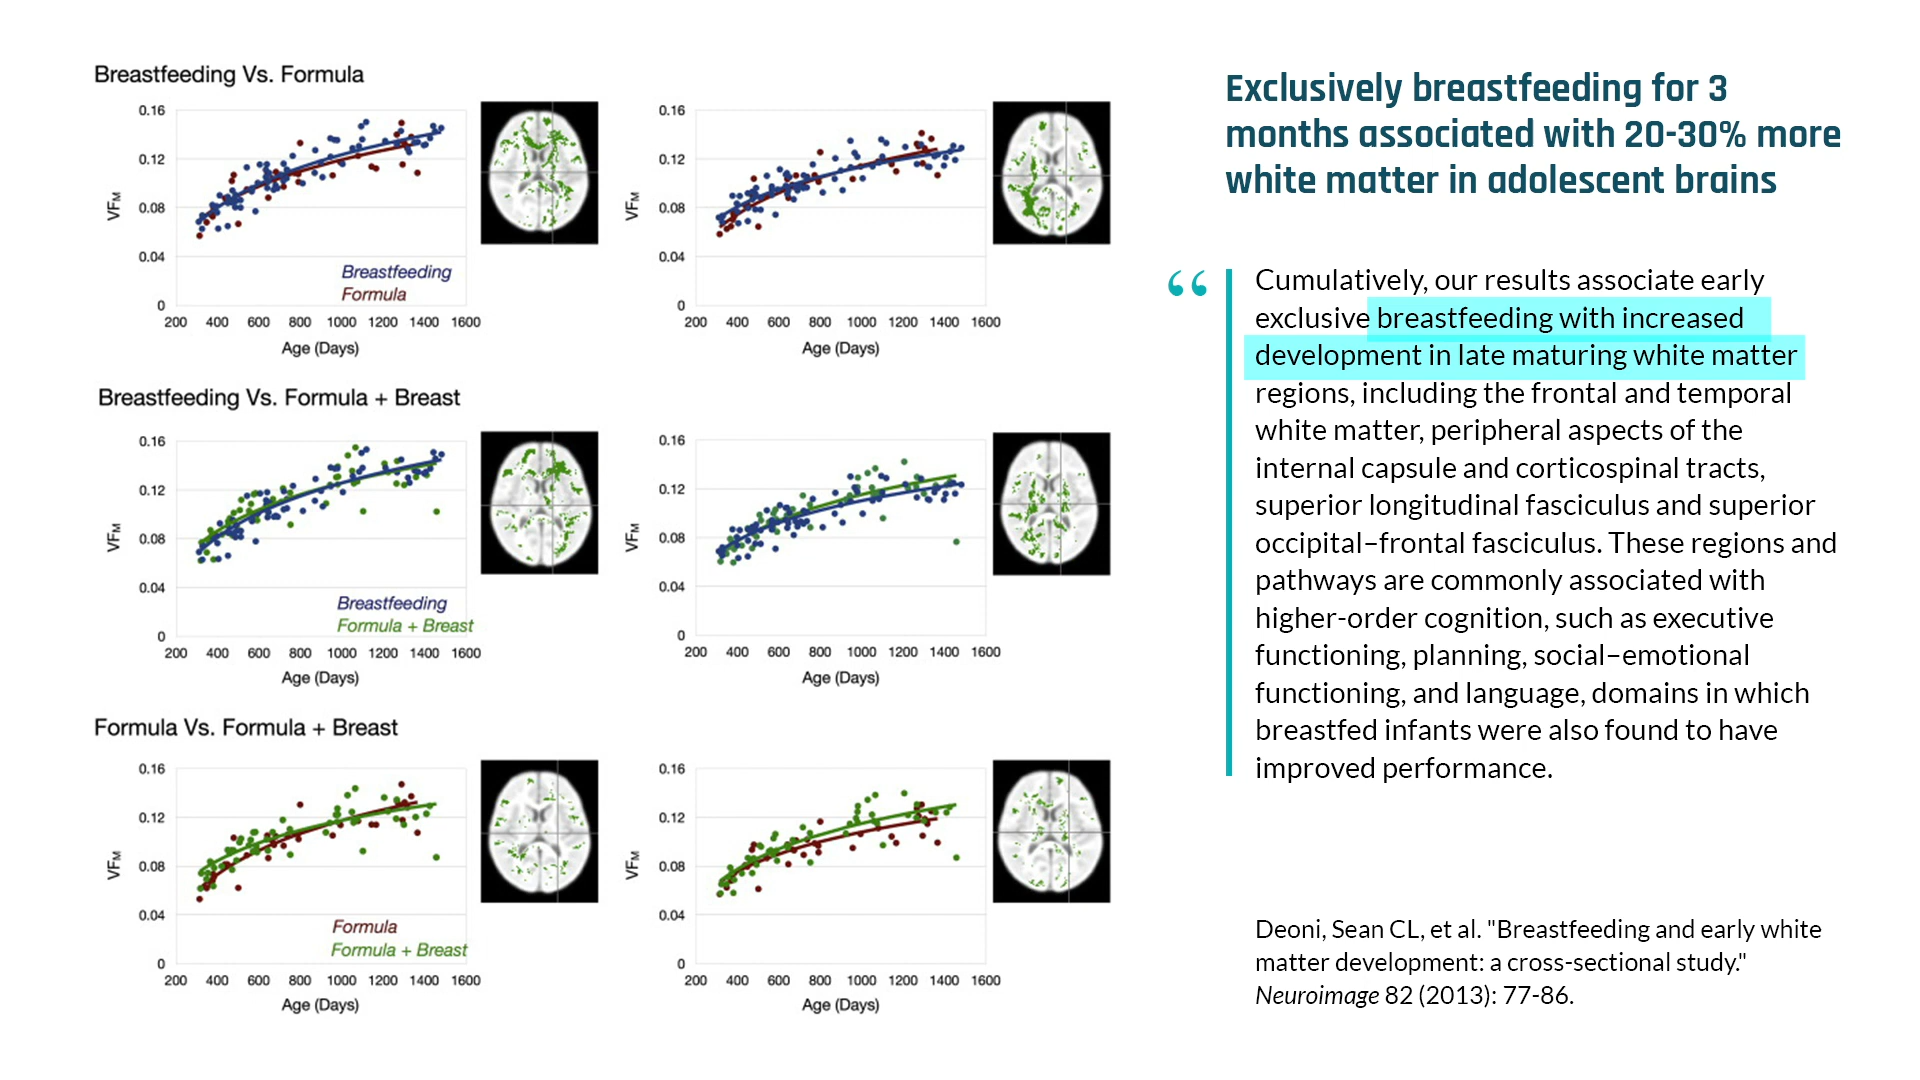 Breastfeeding Vs. Formula
0.16
0.12
0.08
0.04
0
VFM
200 400 600 800 1000 1200 1400 1600
Age (Days)
Breastfeeding
Formula
0.16
0.12
0.08
0.04
0
VFM
200 400 600 800 1000 1200 1400 1600
Age (Days)
Breastfeeding Vs. Formula + Breast
0.16
0.12
0.08
0.04
0
VFM
200 400 600 800 1000 1200 1400 1600
Age (Days)
Breastfeeding
Formula + Breast
0.16
0.12
0.08
0.04
0
VFM
200 400 600 800 1000 1200 1400 1600
Age (Days)
Formula Vs. Formula + Breast
0.16
0.12
0.08
0.04
0
VFM
200 400 600 800 1000 1200 1400 1600
Age (Days)
Formula
Formula + Breast
0.16
0.12
0.08
0.04
0
VFM
200 400 600 800 1000 1200 1400 1600
Age (Days)
Exclusively breastfeeding for 3
months associated with 20-30% more
white matter in adolescent brains
“
Cumulatively, our results associate early
exclusive breastfeeding with increased
development in late maturing white matter
regions, including the frontal and temporal
white matter, peripheral aspects of the
internal capsule and corticospinal tracts,
superior longitudinal fasciculus and superior
occipital–frontal fasciculus. These regions and
pathways are commonly associated with
higher-order cognition, such as executive
functioning, planning, social–emotional
functioning, and language, domains in which
breastfed infants were also found to have
improved performance.
Deoni, Sean CL, et al. "Breastfeeding and early white
matter development: a cross-sectional study."
Neuroimage 82 (2013): 77-86.